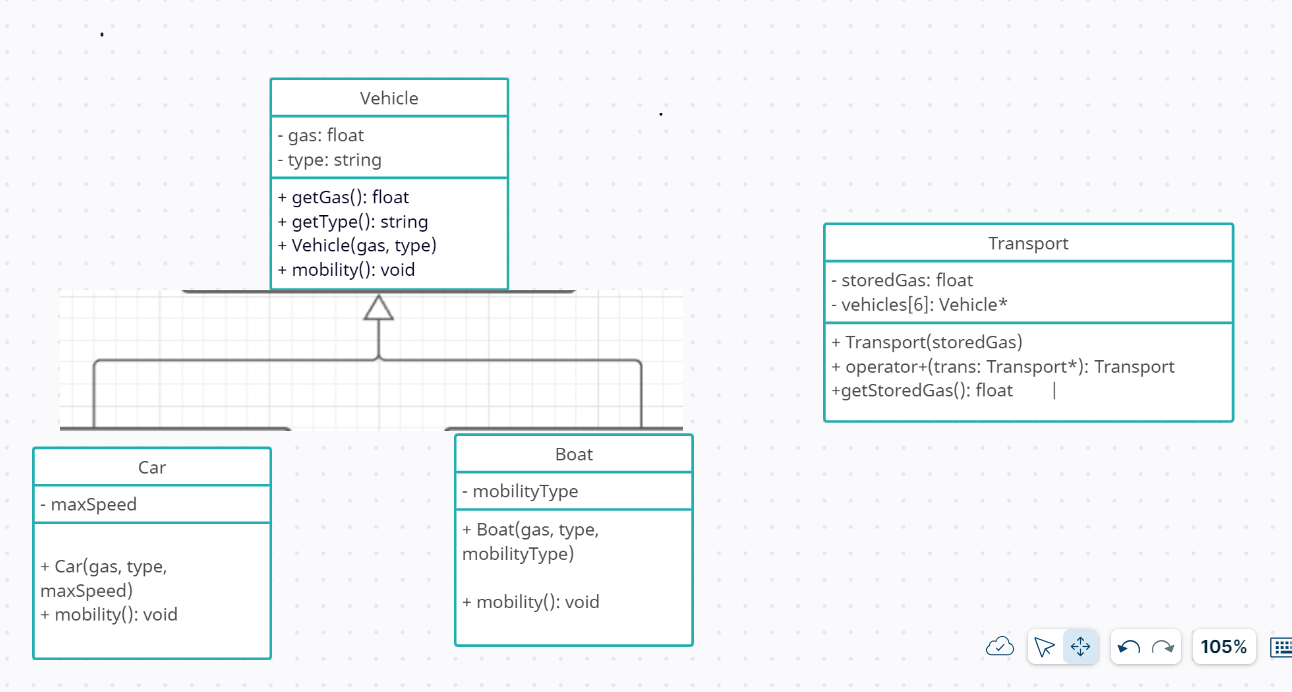 Vehicle
- gas: float
- type: string
+ getGas(): float
+ getType(): string
+ Vehicle(gas, type)
+ mobility(): void
Transport
- storedGas: float
- vehicles[6]: Vehicle*
+ Transport(storedGas)
+ operator+(trans: Transport*): Transport
+getStoredGas(): float
Car
- maxSpeed
+ Car(gas, type,
maxSpeed)
+ mobility(): void
Boat
- mobilityType
+ Boat(gas, type,
mobilityType)
+ mobility(): void
105%